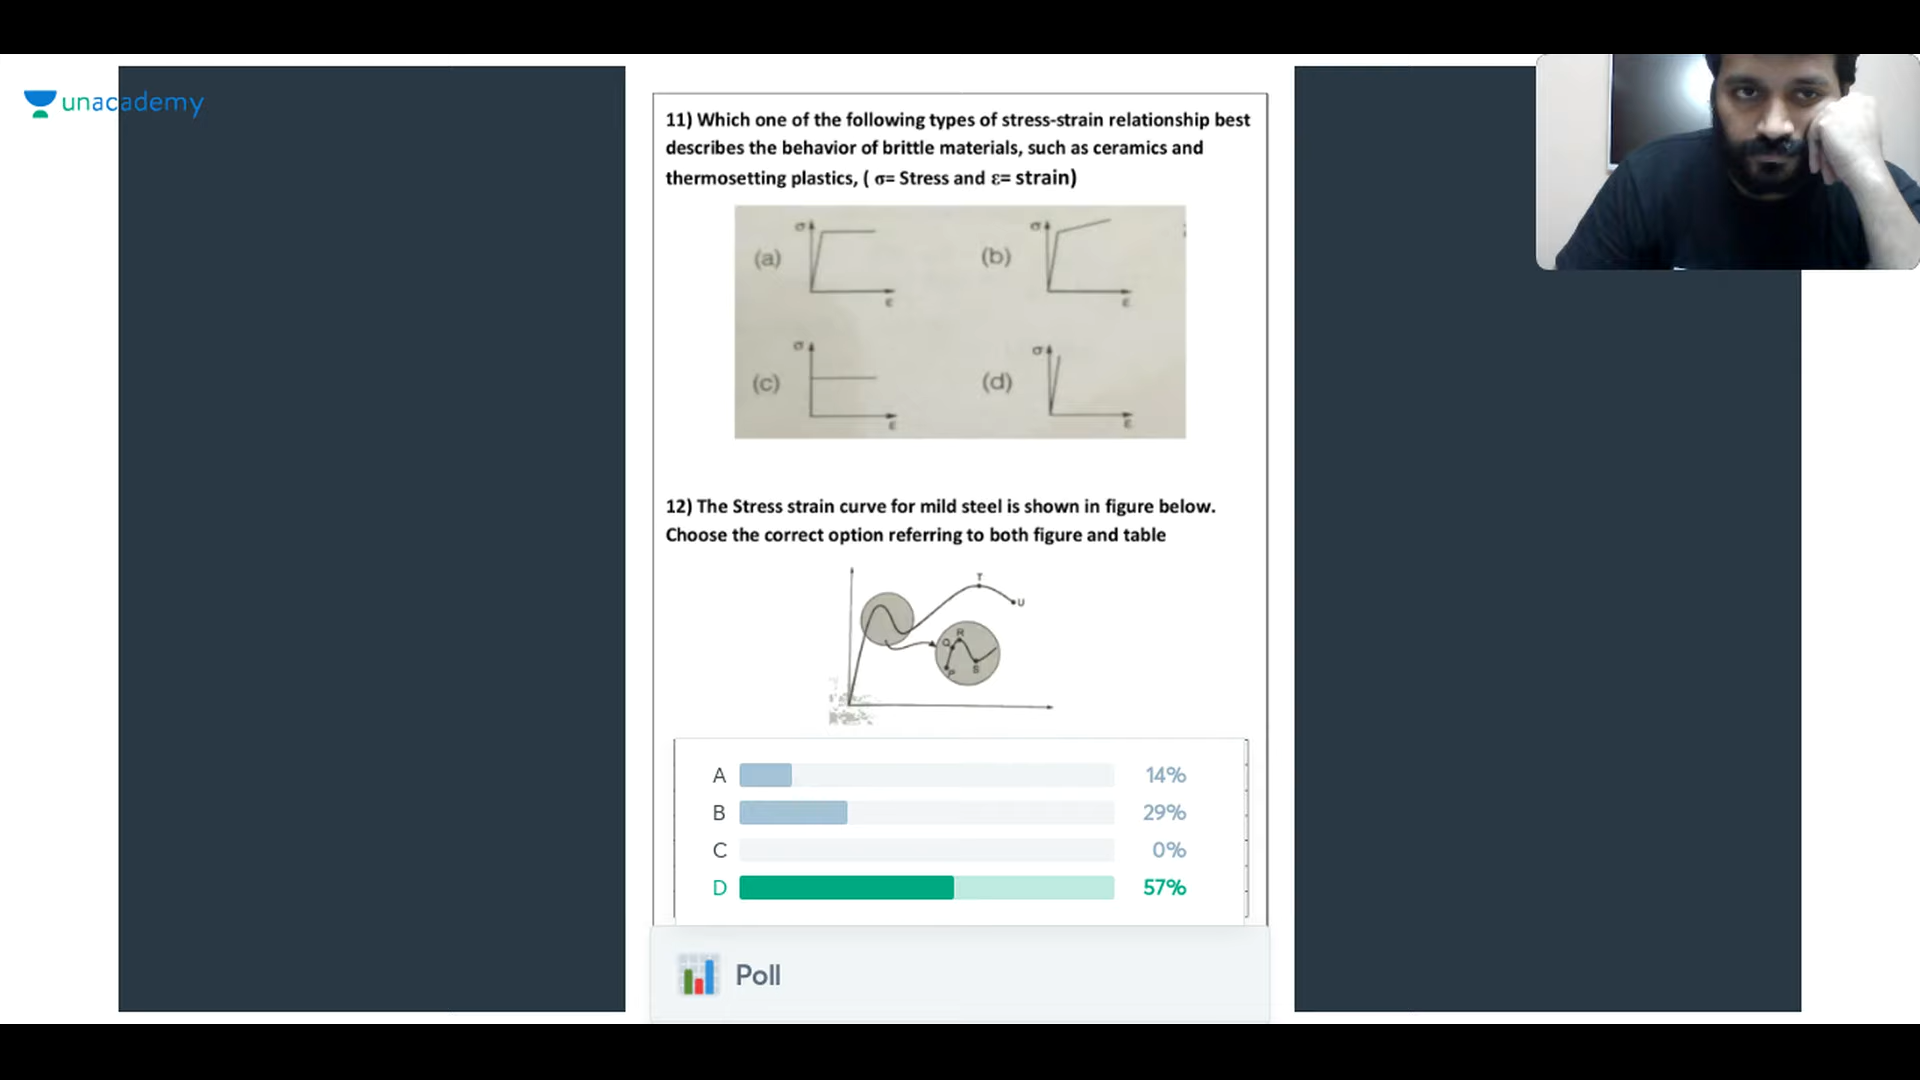 unacademy
11) Which one of the following types of stress-strain relationship best
describes the behavior of brittle materials, such as ceramics and
thermosetting plastics, ( σ= Stress and ε= strain)
(a) σ ε
(b) σ ε
(c) σ ε
(d) σ ε
12) The Stress strain curve for mild steel is shown in figure below.
Choose the correct option referring to both figure and table
T
U
R
Q
S
P
A 14%
B 29%
C 0%
D 57%
Poll